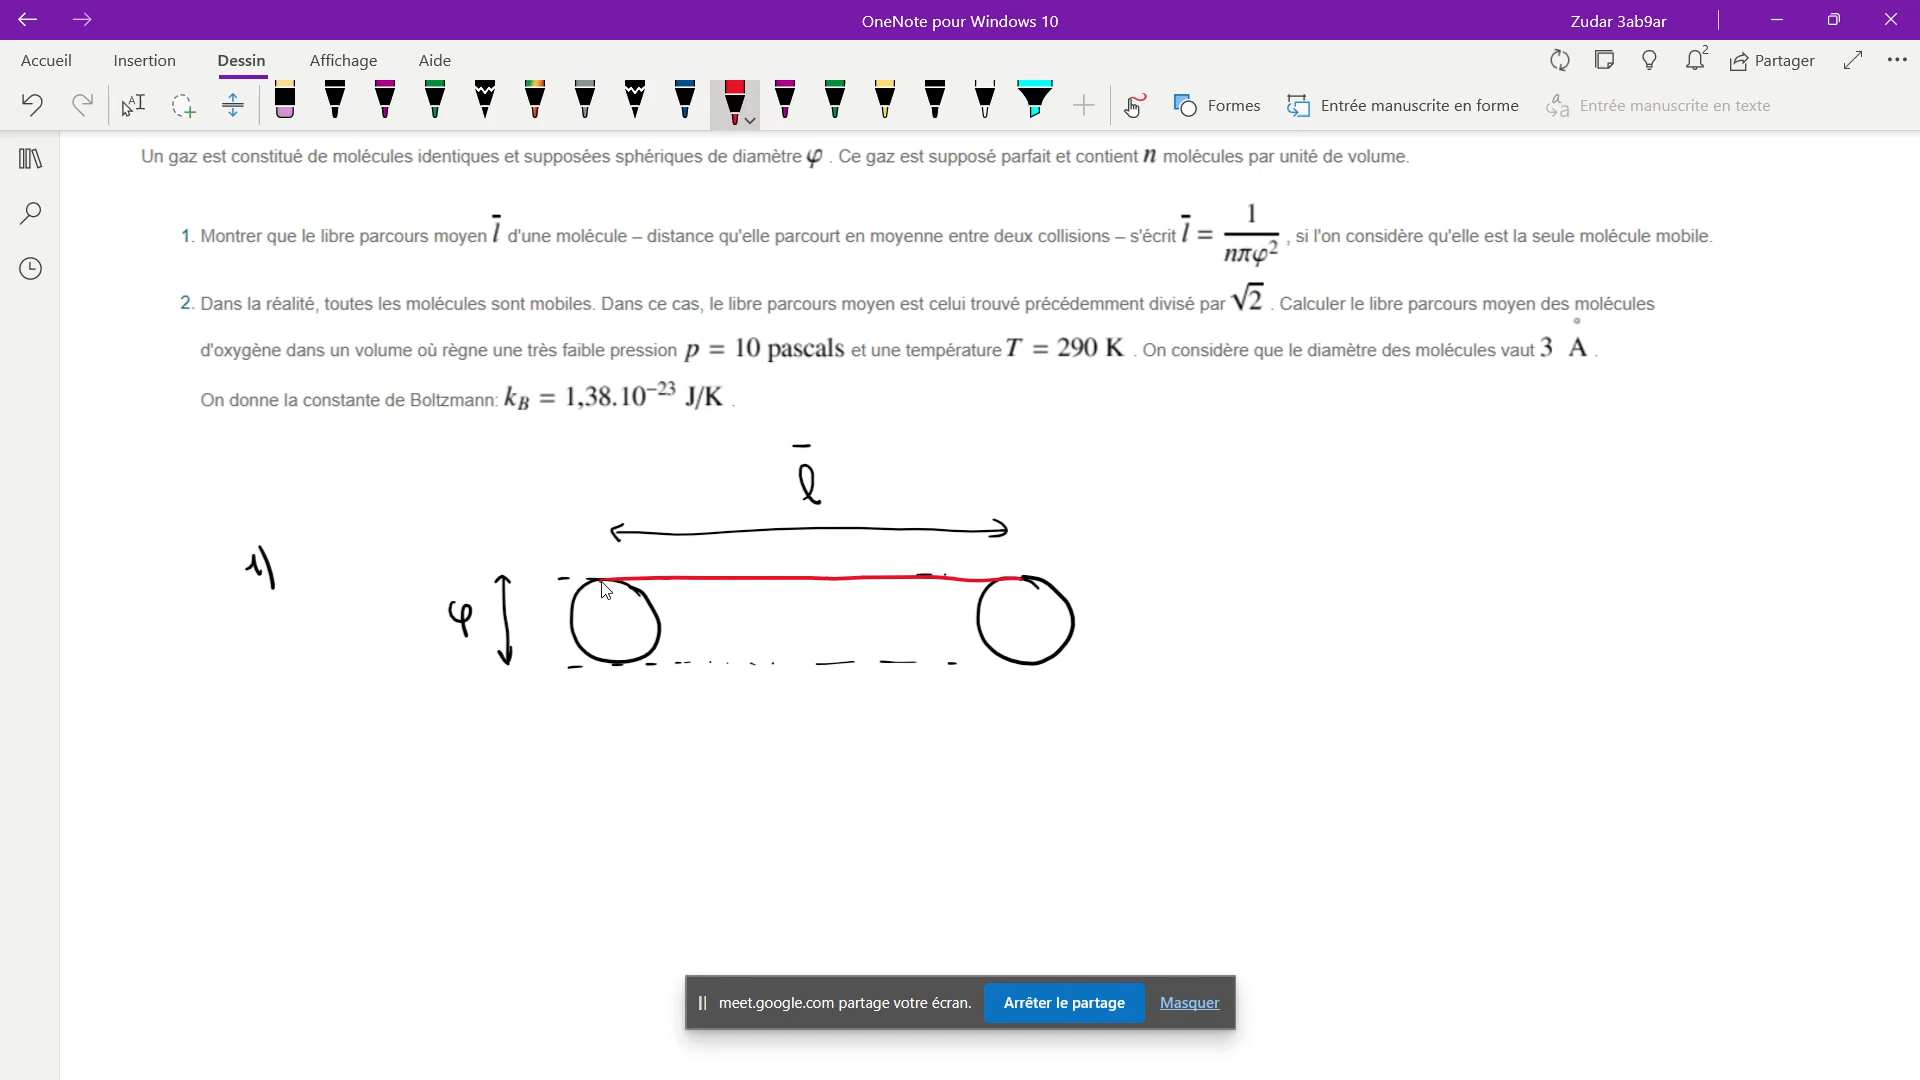 OneNote pour Windows 10
Zudar 3ab9ar
Accueil Insertion Dessin Affichage Aide
2 Partager
Formes Entrée manuscrite en forme Entrée manuscrite en texte
Un gaz est constitué de molécules identiques et supposées sphériques de diamètre φ . Ce gaz est supposé parfait et contient n molécules par unité de volume.
1. Montrer que le libre parcours moyen l̄ d'une molécule – distance qu'elle parcourt en moyenne entre deux collisions – s'écrit l̄ = 1/(nπφ²) , si l'on considère qu'elle est la seule molécule mobile.
2. Dans la réalité, toutes les molécules sont mobiles. Dans ce cas, le libre parcours moyen est celui trouvé précédemment divisé par √2 . Calculer le libre parcours moyen des molécules
d'oxygène dans un volume où règne une très faible pression p = 10 pascals et une température T = 290 K . On considère que le diamètre des molécules vaut 3 Å .
On donne la constante de Boltzmann: k_B = 1,38.10⁻²³ J/K .
l̄
1)
φ
meet.google.com partage votre écran. Arrêter le partage Masquer